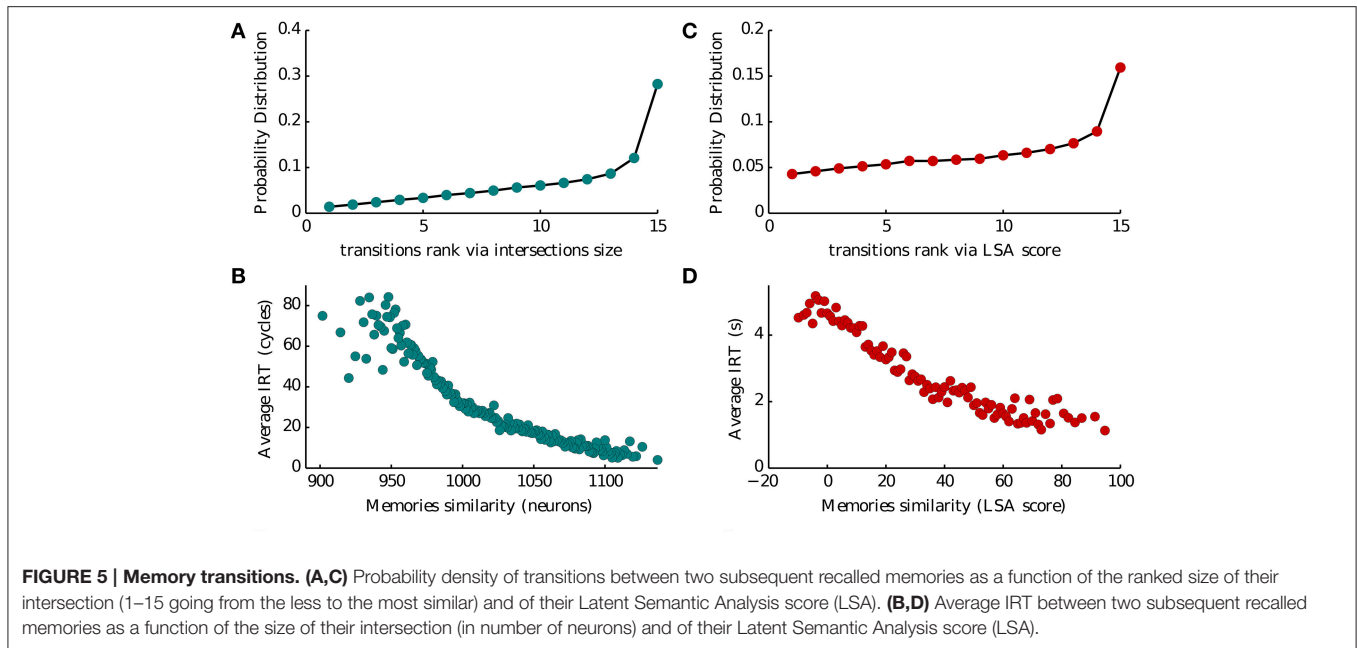 A
0.4
0.3
0.2
0.1
0
Probability Distribution
0
5
10
15
transitions rank via intersections size
C
0.2
0.15
0.1
0.05
0
Probability Distribution
0
5
10
15
transitions rank via LSA score
B
80
60
40
20
0
Average IRT (cycles)
900
950
1000
1050
1100
Memories similarity (neurons)
D
4
2
0
Average IRT (s)
−20
0
20
40
60
80
100
Memories similarity (LSA score)
FIGURE 5 | Memory transitions. (A,C) Probability density of transitions between two subsequent recalled memories as a function of the ranked size of their
intersection (1–15 going from the less to the most similar) and of their Latent Semantic Analysis score (LSA). (B,D) Average IRT between two subsequent recalled
memories as a function of the size of their intersection (in number of neurons) and of their Latent Semantic Analysis score (LSA).